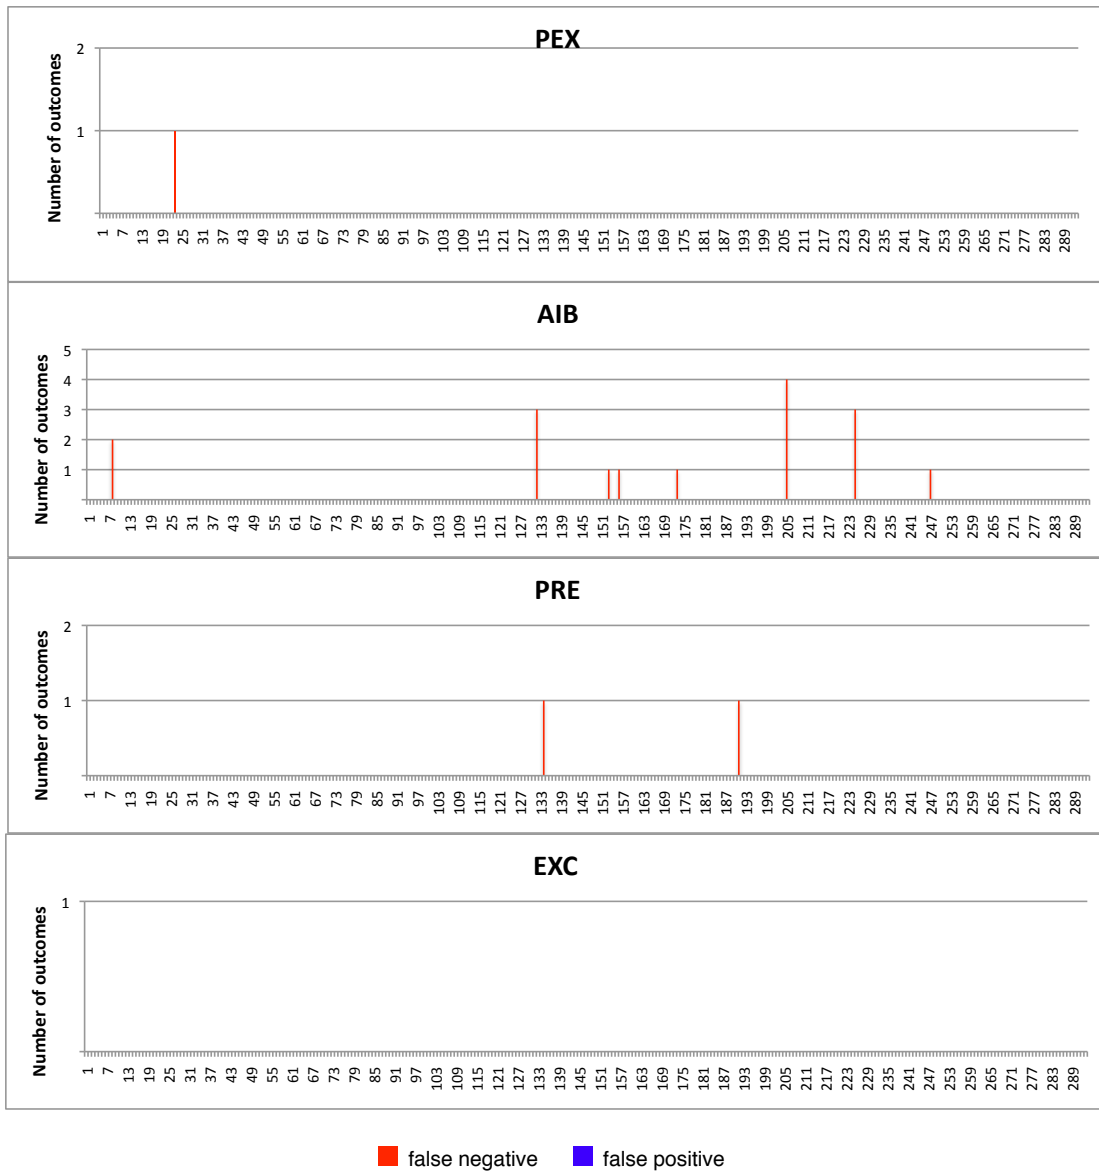 PEX
Number of outcomes
2
1
1 7 13 19 25 31 37 43 49 55 61 67 73 79 85 91 97 103 109 115 121 127 133 139 145 151 157 163 169 175 181 187 193 199 205 211 217 223 229 235 241 247 253 259 265 271 277 283 289
AIB
Number of outcomes
5
4
3
2
1
1 7 13 19 25 31 37 43 49 55 61 67 73 79 85 91 97 103 109 115 121 127 133 139 145 151 157 163 169 175 181 187 193 199 205 211 217 223 229 235 241 247 253 259 265 271 277 283 289
PRE
Number of outcomes
2
1
1 7 13 19 25 31 37 43 49 55 61 67 73 79 85 91 97 103 109 115 121 127 133 139 145 151 157 163 169 175 181 187 193 199 205 211 217 223 229 235 241 247 253 259 265 271 277 283 289
EXC
Number of outcomes
1
1 7 13 19 25 31 37 43 49 55 61 67 73 79 85 91 97 103 109 115 121 127 133 139 145 151 157 163 169 175 181 187 193 199 205 211 217 223 229 235 241 247 253 259 265 271 277 283 289
false negative false positive